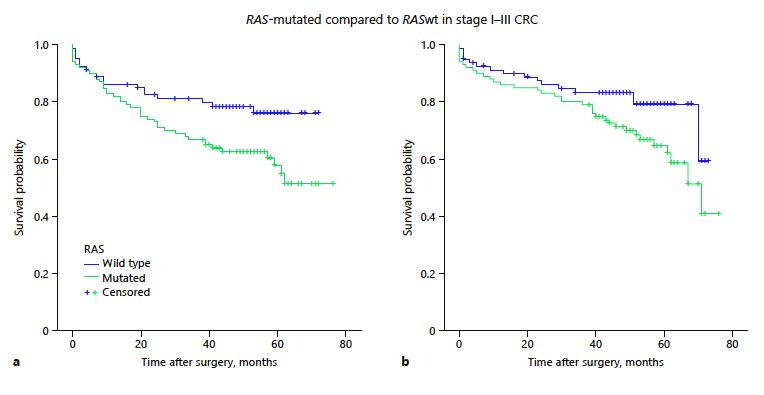 RAS-mutated compared to RASwt in stage I–III CRC
Survival probability
1.0
0.8
0.6
0.4
0.2
0
RAS
Wild type
Mutated
Censored
0
20
40
60
80
Time after surgery, months
a
Survival probability
1.0
0.8
0.6
0.4
0.2
0
0
20
40
60
80
Time after surgery, months
b